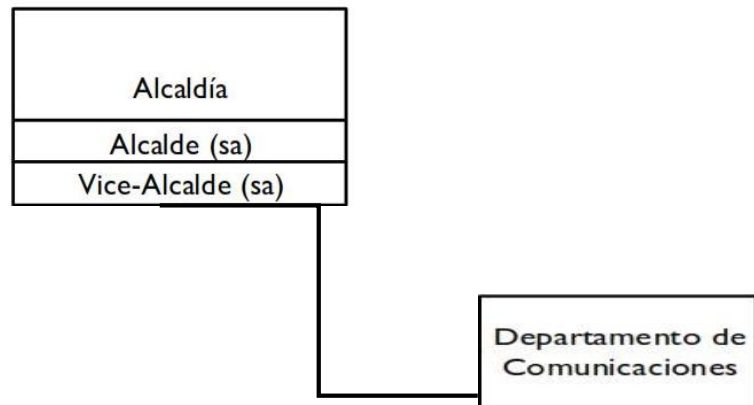 Alcaldía
Alcalde (sa)
Vice-Alcalde (sa)
Departamento de
Comunicaciones